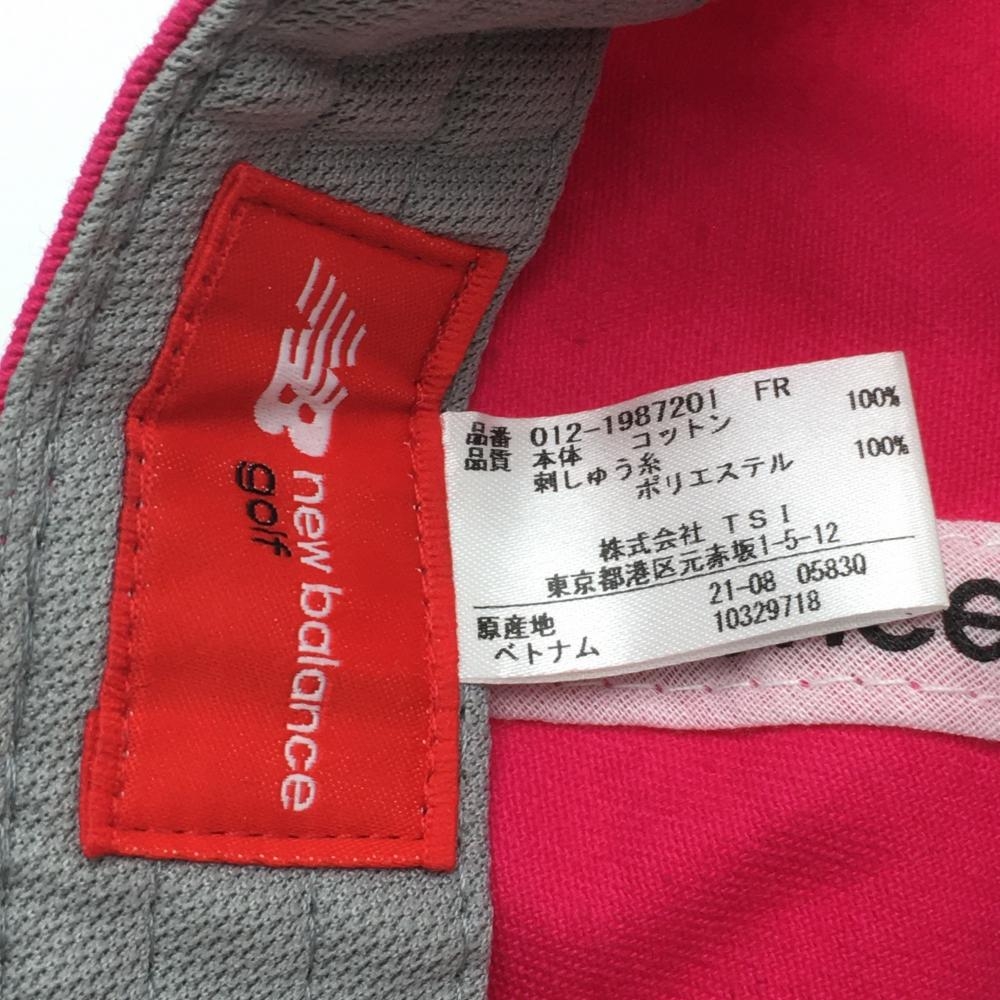 new balance
golf
品番 012-1987201 FR
品質 本体 コットン 100%
刺しゅう糸
ポリエステル 100%
株式会社 TSI
東京都港区元赤坂1-5-12
21-08 0583Q
原産地 10329718
ベトナム
nce